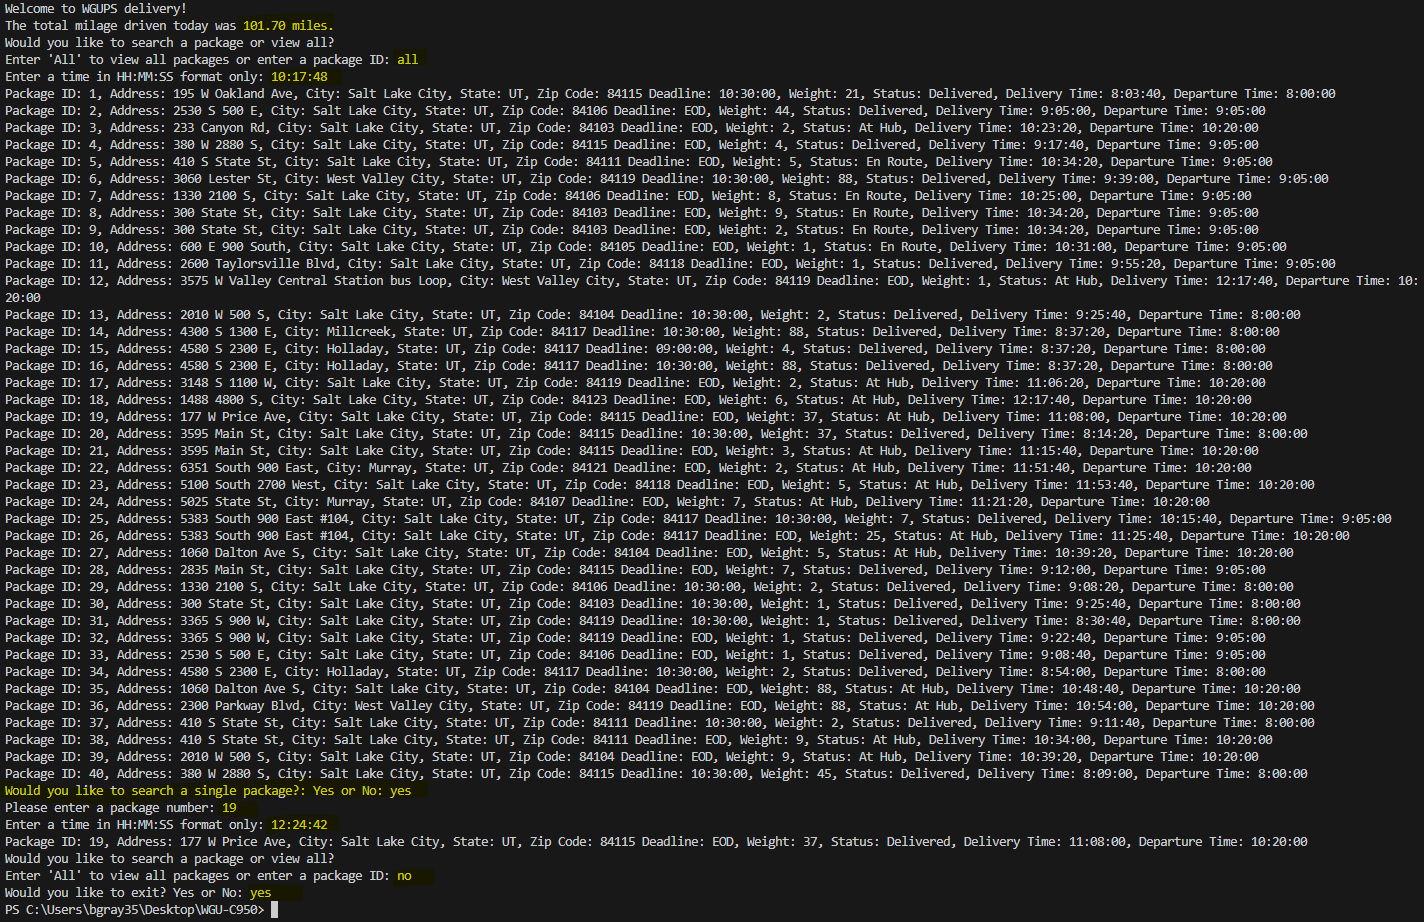 Welcome to WGUPS delivery!
The total milage driven today was 101.70 miles.
Would you like to search a package or view all?
Enter 'All' to view all packages or enter a package ID: all
Enter a time in HH:MM:SS format only: 10:17:48
Package ID: 1, Address: 195 W Oakland Ave, City: Salt Lake City, State: UT, Zip Code: 84115 Deadline: 10:30:00, Weight: 21, Status: Delivered, Delivery Time: 8:03:40, Departure Time: 8:00:00
Package ID: 2, Address: 2530 S 500 E, City: Salt Lake City, State: UT, Zip Code: 84106 Deadline: EOD, Weight: 44, Status: Delivered, Delivery Time: 9:05:00, Departure Time: 9:05:00
Package ID: 3, Address: 233 Canyon Rd, City: Salt Lake City, State: UT, Zip Code: 84103 Deadline: EOD, Weight: 2, Status: At Hub, Delivery Time: 10:23:20, Departure Time: 10:20:00
Package ID: 4, Address: 380 W 2880 S, City: Salt Lake City, State: UT, Zip Code: 84115 Deadline: EOD, Weight: 4, Status: Delivered, Delivery Time: 9:17:40, Departure Time: 9:05:00
Package ID: 5, Address: 410 S State St, City: Salt Lake City, State: UT, Zip Code: 84111 Deadline: EOD, Weight: 5, Status: En Route, Delivery Time: 10:34:20, Departure Time: 9:05:00
Package ID: 6, Address: 3060 Lester St, City: West Valley City, State: UT, Zip Code: 84119 Deadline: 10:30:00, Weight: 88, Status: Delivered, Delivery Time: 9:39:00, Departure Time: 9:05:00
Package ID: 7, Address: 1330 2100 S, City: Salt Lake City, State: UT, Zip Code: 84106 Deadline: EOD, Weight: 8, Status: En Route, Delivery Time: 10:25:00, Departure Time: 9:05:00
Package ID: 8, Address: 300 State St, City: Salt Lake City, State: UT, Zip Code: 84103 Deadline: EOD, Weight: 9, Status: En Route, Delivery Time: 10:34:20, Departure Time: 9:05:00
Package ID: 9, Address: 300 State St, City: Salt Lake City, State: UT, Zip Code: 84103 Deadline: EOD, Weight: 2, Status: En Route, Delivery Time: 10:34:20, Departure Time: 9:05:00
Package ID: 10, Address: 600 E 900 South, City: Salt Lake City, State: UT, Zip Code: 84105 Deadline: EOD, Weight: 1, Status: En Route, Delivery Time: 10:31:00, Departure Time: 9:05:00
Package ID: 11, Address: 2600 Taylorsville Blvd, City: Salt Lake City, State: UT, Zip Code: 84118 Deadline: EOD, Weight: 1, Status: Delivered, Delivery Time: 9:55:20, Departure Time: 9:05:00
Package ID: 12, Address: 3575 W Valley Central Station bus Loop, City: West Valley City, State: UT, Zip Code: 84119 Deadline: EOD, Weight: 1, Status: At Hub, Delivery Time: 12:17:40, Departure Time: 10:
20:00
Package ID: 13, Address: 2010 W 500 S, City: Salt Lake City, State: UT, Zip Code: 84104 Deadline: 10:30:00, Weight: 2, Status: Delivered, Delivery Time: 9:25:40, Departure Time: 8:00:00
Package ID: 14, Address: 4300 S 1300 E, City: Millcreek, State: UT, Zip Code: 84117 Deadline: 10:30:00, Weight: 88, Status: Delivered, Delivery Time: 8:37:20, Departure Time: 8:00:00
Package ID: 15, Address: 4580 S 2300 E, City: Holladay, State: UT, Zip Code: 84117 Deadline: 09:00:00, Weight: 4, Status: Delivered, Delivery Time: 8:37:20, Departure Time: 8:00:00
Package ID: 16, Address: 4580 S 2300 E, City: Holladay, State: UT, Zip Code: 84117 Deadline: 10:30:00, Weight: 88, Status: Delivered, Delivery Time: 8:37:20, Departure Time: 8:00:00
Package ID: 17, Address: 3148 S 1100 W, City: Salt Lake City, State: UT, Zip Code: 84119 Deadline: EOD, Weight: 2, Status: At Hub, Delivery Time: 11:06:20, Departure Time: 10:20:00
Package ID: 18, Address: 1488 4800 S, City: Salt Lake City, State: UT, Zip Code: 84123 Deadline: EOD, Weight: 6, Status: At Hub, Delivery Time: 12:17:40, Departure Time: 10:20:00
Package ID: 19, Address: 177 W Price Ave, City: Salt Lake City, State: UT, Zip Code: 84115 Deadline: EOD, Weight: 37, Status: At Hub, Delivery Time: 11:08:00, Departure Time: 10:20:00
Package ID: 20, Address: 3595 Main St, City: Salt Lake City, State: UT, Zip Code: 84115 Deadline: 10:30:00, Weight: 37, Status: Delivered, Delivery Time: 8:14:20, Departure Time: 8:00:00
Package ID: 21, Address: 3595 Main St, City: Salt Lake City, State: UT, Zip Code: 84115 Deadline: EOD, Weight: 3, Status: At Hub, Delivery Time: 11:15:40, Departure Time: 10:20:00
Package ID: 22, Address: 6351 South 900 East, City: Murray, State: UT, Zip Code: 84121 Deadline: EOD, Weight: 2, Status: At Hub, Delivery Time: 11:51:40, Departure Time: 10:20:00
Package ID: 23, Address: 5100 South 2700 West, City: Salt Lake City, State: UT, Zip Code: 84118 Deadline: EOD, Weight: 5, Status: At Hub, Delivery Time: 11:53:40, Departure Time: 10:20:00
Package ID: 24, Address: 5025 State St, City: Murray, State: UT, Zip Code: 84107 Deadline: EOD, Weight: 7, Status: At Hub, Delivery Time: 11:21:20, Departure Time: 10:20:00
Package ID: 25, Address: 5383 South 900 East #104, City: Salt Lake City, State: UT, Zip Code: 84117 Deadline: 10:30:00, Weight: 7, Status: Delivered, Delivery Time: 10:15:40, Departure Time: 9:05:00
Package ID: 26, Address: 5383 South 900 East #104, City: Salt Lake City, State: UT, Zip Code: 84117 Deadline: EOD, Weight: 25, Status: At Hub, Delivery Time: 11:25:40, Departure Time: 10:20:00
Package ID: 27, Address: 1060 Dalton Ave S, City: Salt Lake City, State: UT, Zip Code: 84104 Deadline: EOD, Weight: 5, Status: At Hub, Delivery Time: 10:39:20, Departure Time: 10:20:00
Package ID: 28, Address: 2835 Main St, City: Salt Lake City, State: UT, Zip Code: 84115 Deadline: EOD, Weight: 7, Status: Delivered, Delivery Time: 9:12:00, Departure Time: 9:05:00
Package ID: 29, Address: 1330 2100 S, City: Salt Lake City, State: UT, Zip Code: 84106 Deadline: 10:30:00, Weight: 2, Status: Delivered, Delivery Time: 9:08:20, Departure Time: 8:00:00
Package ID: 30, Address: 300 State St, City: Salt Lake City, State: UT, Zip Code: 84103 Deadline: 10:30:00, Weight: 1, Status: Delivered, Delivery Time: 9:25:40, Departure Time: 8:00:00
Package ID: 31, Address: 3365 S 900 W, City: Salt Lake City, State: UT, Zip Code: 84119 Deadline: 10:30:00, Weight: 1, Status: Delivered, Delivery Time: 8:30:40, Departure Time: 8:00:00
Package ID: 32, Address: 3365 S 900 W, City: Salt Lake City, State: UT, Zip Code: 84119 Deadline: EOD, Weight: 1, Status: Delivered, Delivery Time: 9:22:40, Departure Time: 9:05:00
Package ID: 33, Address: 2530 S 500 E, City: Salt Lake City, State: UT, Zip Code: 84106 Deadline: EOD, Weight: 1, Status: Delivered, Delivery Time: 9:08:40, Departure Time: 9:05:00
Package ID: 34, Address: 4580 S 2300 E, City: Holladay, State: UT, Zip Code: 84117 Deadline: 10:30:00, Weight: 2, Status: Delivered, Delivery Time: 8:54:00, Departure Time: 8:00:00
Package ID: 35, Address: 1060 Dalton Ave S, City: Salt Lake City, State: UT, Zip Code: 84104 Deadline: EOD, Weight: 88, Status: At Hub, Delivery Time: 10:48:40, Departure Time: 10:20:00
Package ID: 36, Address: 2300 Parkway Blvd, City: West Valley City, State: UT, Zip Code: 84119 Deadline: EOD, Weight: 88, Status: At Hub, Delivery Time: 10:54:00, Departure Time: 10:20:00
Package ID: 37, Address: 410 S State St, City: Salt Lake City, State: UT, Zip Code: 84111 Deadline: 10:30:00, Weight: 2, Status: Delivered, Delivery Time: 9:11:40, Departure Time: 8:00:00
Package ID: 38, Address: 410 S State St, City: Salt Lake City, State: UT, Zip Code: 84111 Deadline: EOD, Weight: 9, Status: At Hub, Delivery Time: 10:34:00, Departure Time: 10:20:00
Package ID: 39, Address: 2010 W 500 S, City: Salt Lake City, State: UT, Zip Code: 84104 Deadline: EOD, Weight: 9, Status: At Hub, Delivery Time: 10:39:20, Departure Time: 10:20:00
Package ID: 40, Address: 380 W 2880 S, City: Salt Lake City, State: UT, Zip Code: 84115 Deadline: 10:30:00, Weight: 45, Status: Delivered, Delivery Time: 8:09:00, Departure Time: 8:00:00
Would you like to search a single package?: Yes or No: yes
Please enter a package number: 19
Enter a time in HH:MM:SS format only: 12:24:42
Package ID: 19, Address: 177 W Price Ave, City: Salt Lake City, State: UT, Zip Code: 84115 Deadline: EOD, Weight: 37, Status: Delivered, Delivery Time: 11:08:00, Departure Time: 10:20:00
Would you like to search a package or view all?
Enter 'All' to view all packages or enter a package ID: no
Would you like to exit? Yes or No: yes
PS C:\Users\bgray35\Desktop\WGU-C950>